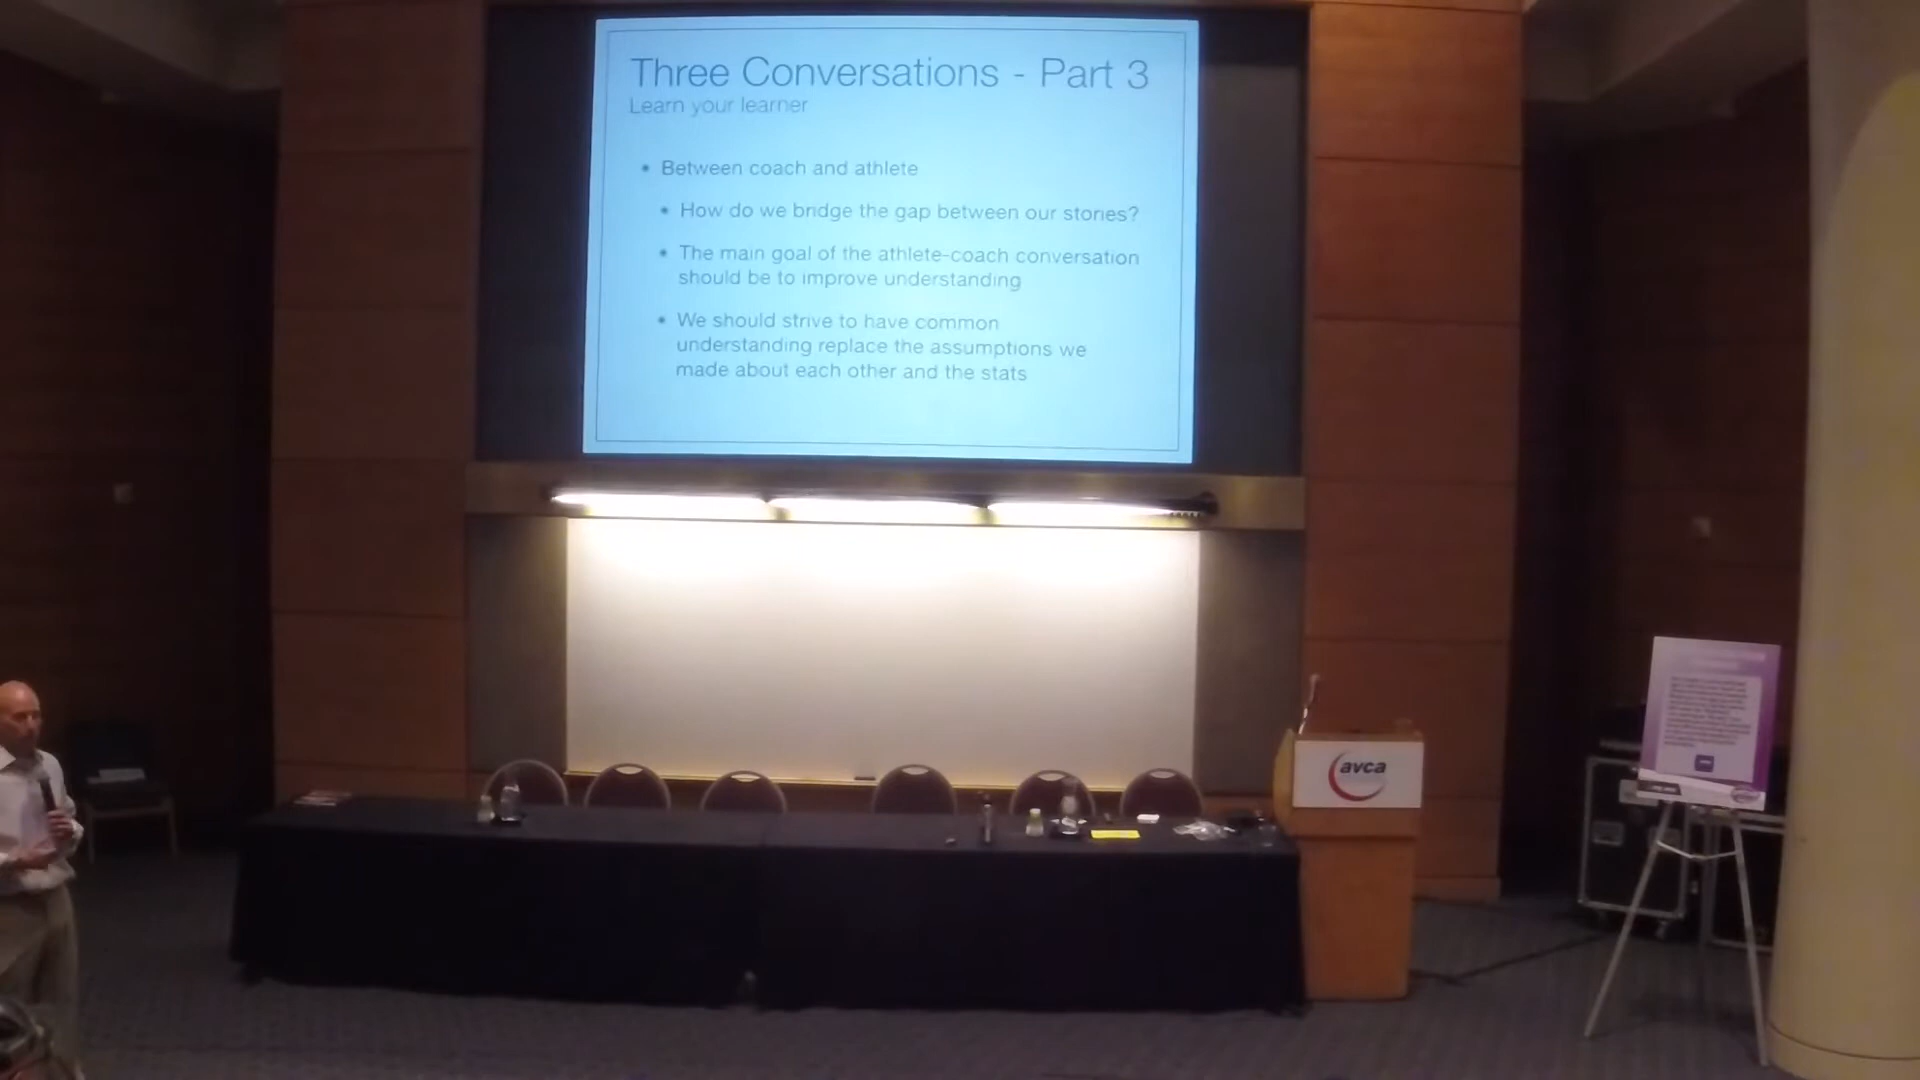 Three Conversations - Part 3
Learn your learner
• Between coach and athlete
• How do we bridge the gap between our stories?
• The main goal of the athlete-coach conversation
should be to improve understanding
• We should strive to have common
understanding replace the assumptions we
made about each other and the stats
avca